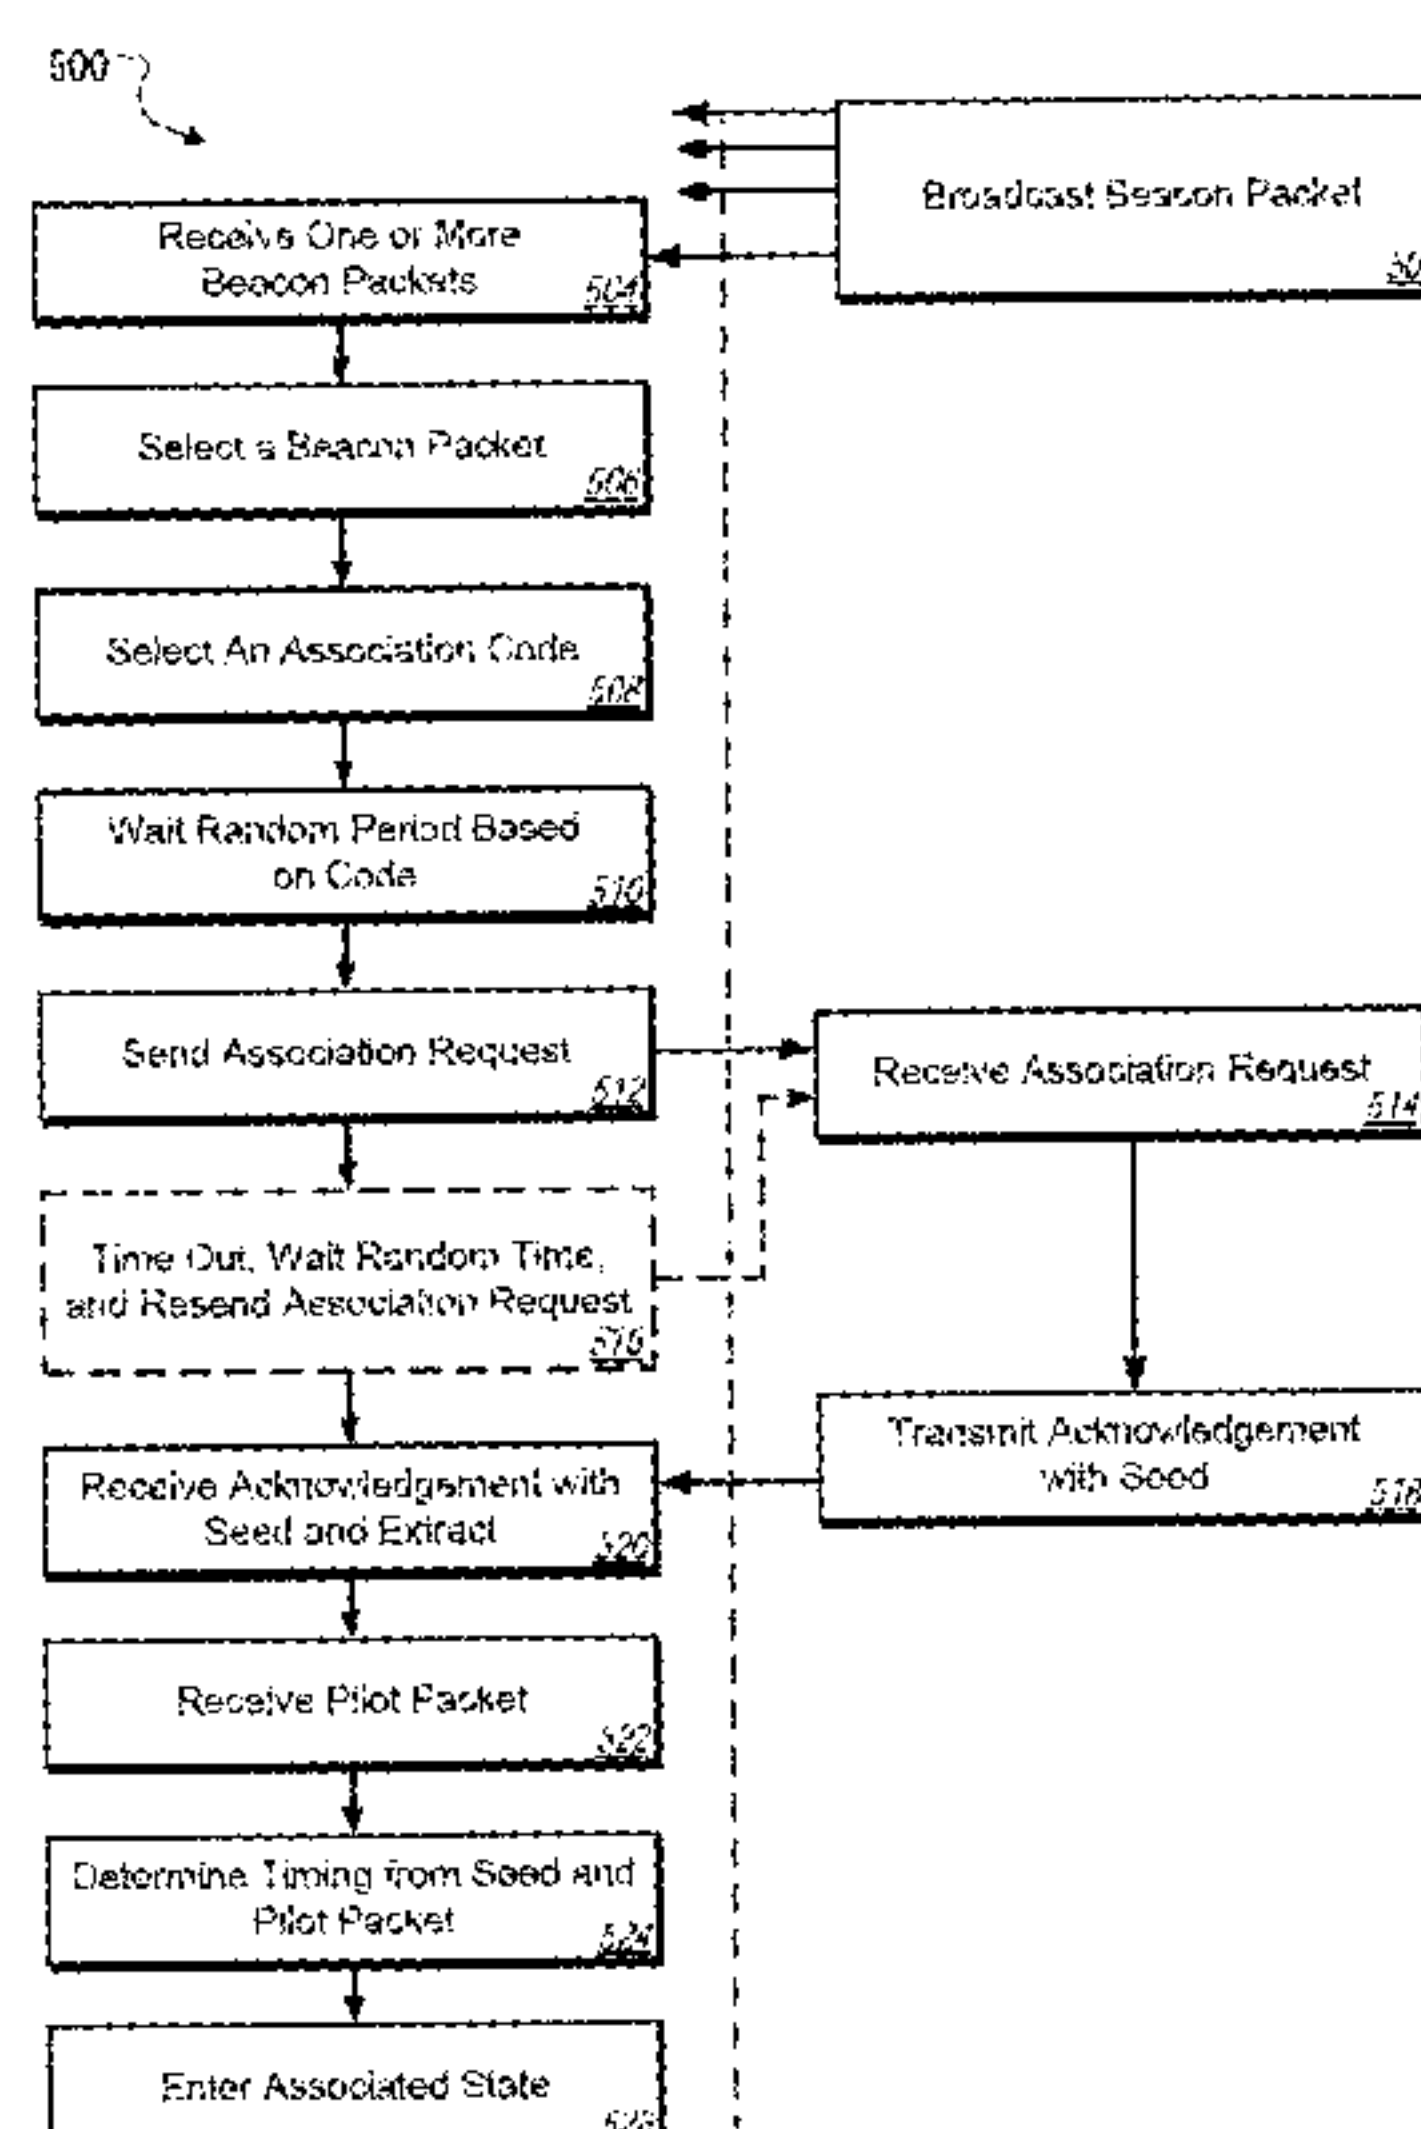 500
Broadcast Beacon Packet
50
Receive One or More
Beacon Packets
504
Select a Beacon Packet
506
Select An Association Code
508
Wait Random Period Based
on Code
510
Send Association Request
512
Receive Association Request
514
Time Out, Wait Random Time,
and Resend Association Request
516
Transmit Acknowledgement
with Seed
518
Receive Acknowledgement with
Seed and Extract
520
Receive Pilot Packet
522
Determine Timing from Seed and
Pilot Packet
524
Enter Associated State